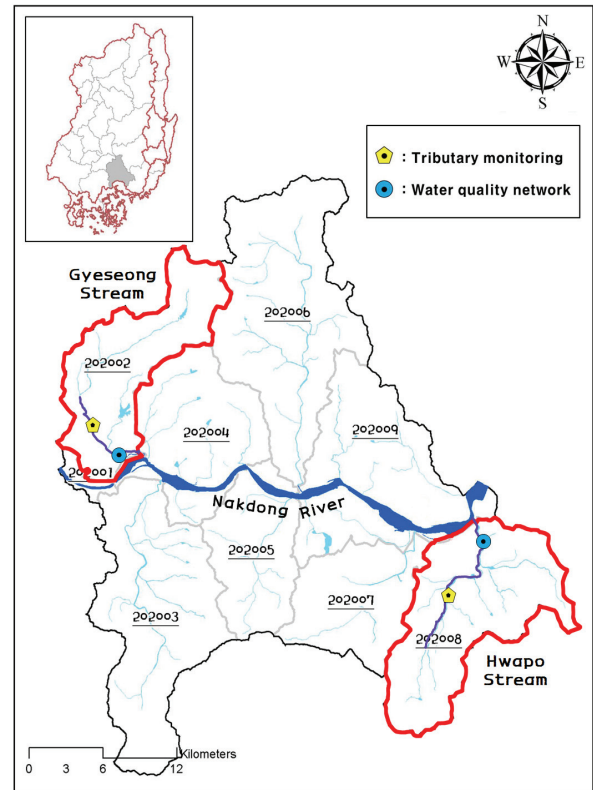 N
W E
S
: Tributary monitoring
: Water quality network
Gyeseong
Stream
202006
202002
202004
202009
202001
Nakdong River
202005
202007
202003
202008
Hwapo
Stream
Kilometers
0 3 6 12